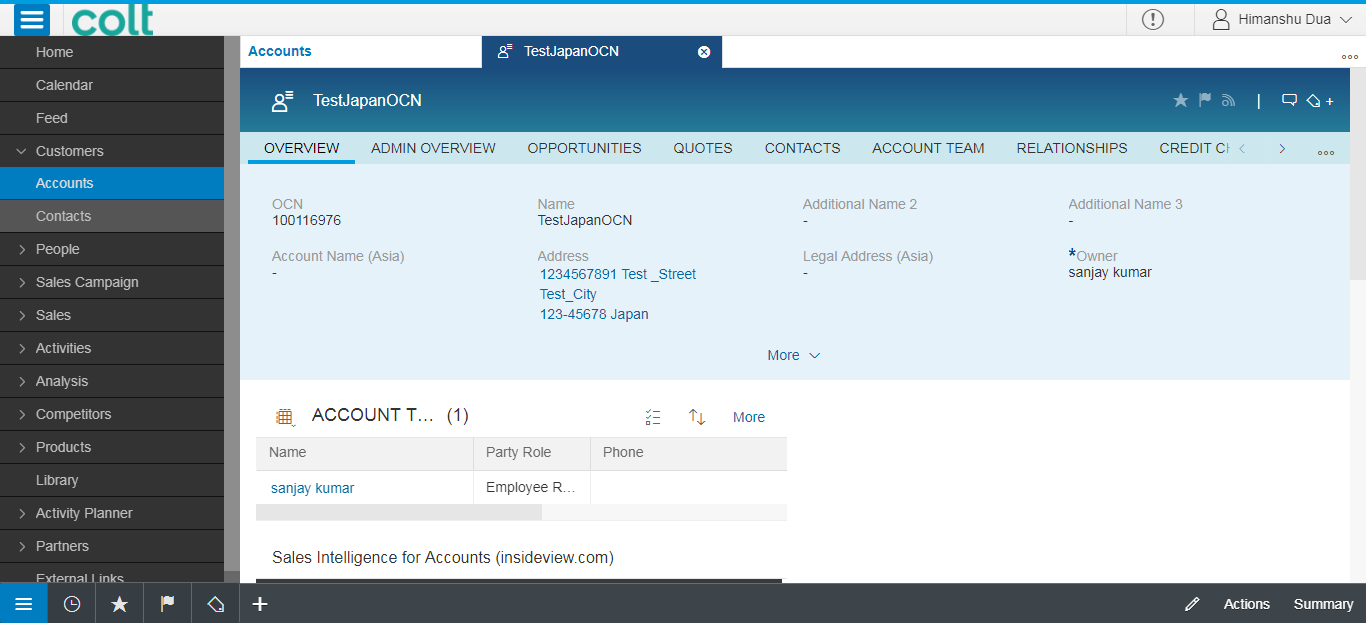 colt
Himanshu Dua
Home
Calendar
Feed
Customers
Accounts
Contacts
People
Sales Campaign
Sales
Activities
Analysis
Competitors
Products
Library
Activity Planner
Partners
External Links
Accounts
TestJapanOCN
TestJapanOCN
OVERVIEW ADMIN OVERVIEW OPPORTUNITIES QUOTES CONTACTS ACCOUNT TEAM RELATIONSHIPS CREDIT CH
OCN Name Additional Name 2 Additional Name 3
100116976 TestJapanOCN - -
Account Name (Asia) Address Legal Address (Asia) *Owner
- 1234567891 Test _Street - sanjay kumar
Test_City
123-45678 Japan
More
ACCOUNT T... (1) More
Name Party Role Phone
sanjay kumar Employee R...
Sales Intelligence for Accounts (insideview.com)
Actions Summary